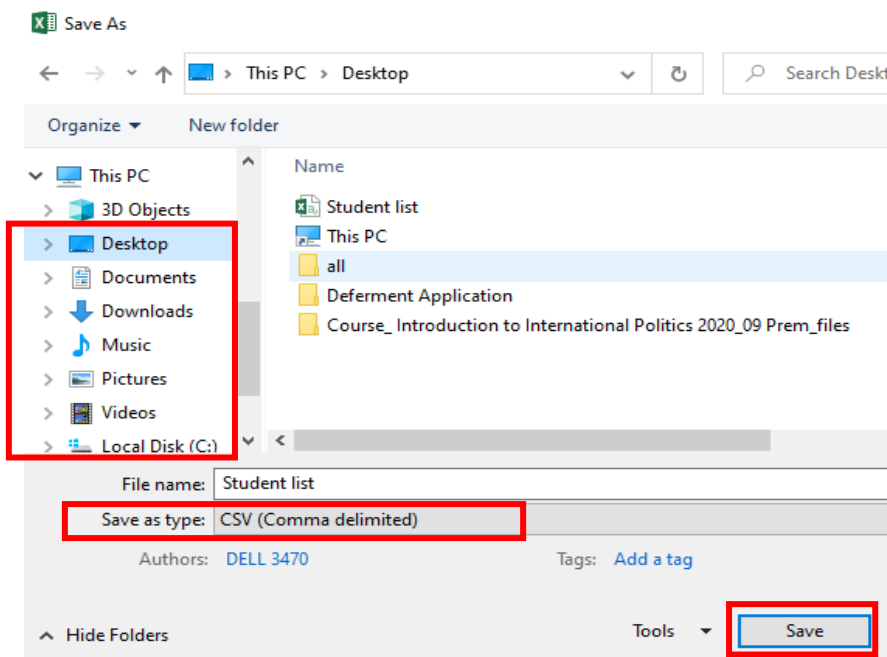 Save As
This PC > Desktop
Search Deskt
Organize
New folder
This PC
3D Objects
Desktop
Documents
Downloads
Music
Pictures
Videos
Local Disk (C:)
Name
Student list
This PC
all
Deferment Application
Course_ Introduction to International Politics 2020_09 Prem_files
File name: Student list
Save as type: CSV (Comma delimited)
Authors: DELL 3470
Tags: Add a tag
Hide Folders
Tools
Save